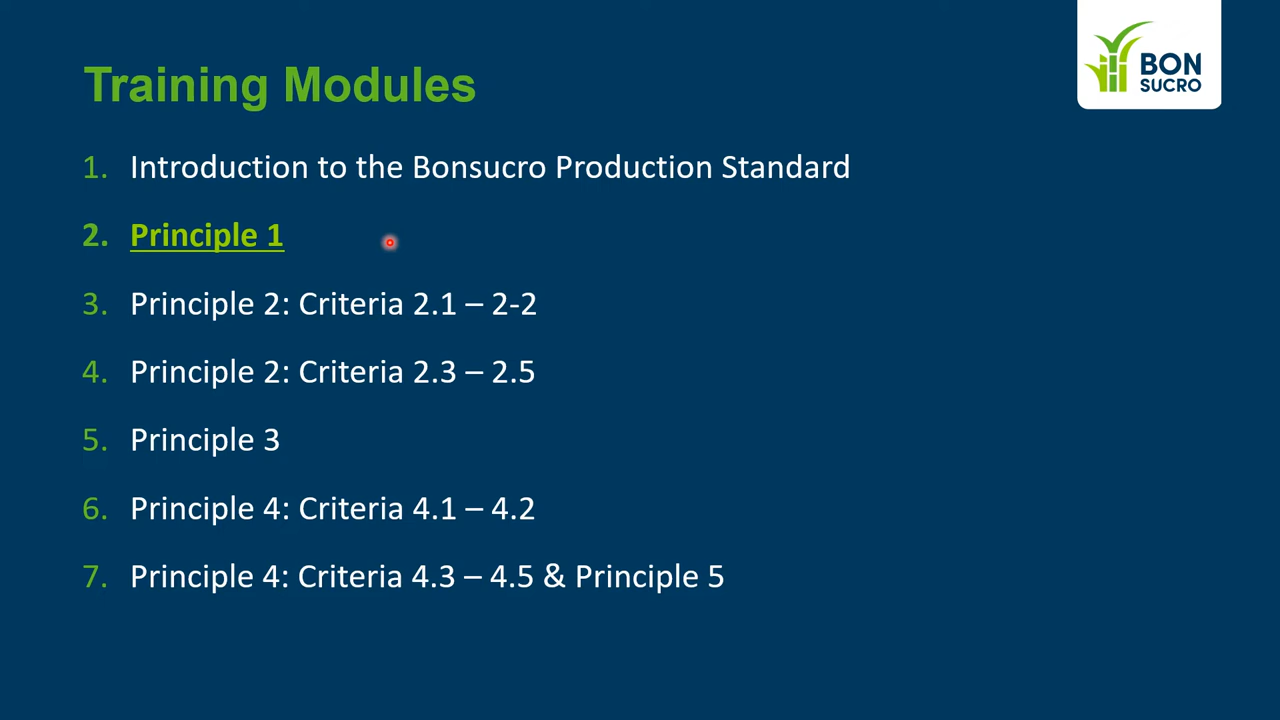 BON
SUCRO
Training Modules
1. Introduction to the Bonsucro Production Standard
2. Principle 1
3. Principle 2: Criteria 2.1 – 2-2
4. Principle 2: Criteria 2.3 – 2.5
5. Principle 3
6. Principle 4: Criteria 4.1 – 4.2
7. Principle 4: Criteria 4.3 – 4.5 & Principle 5